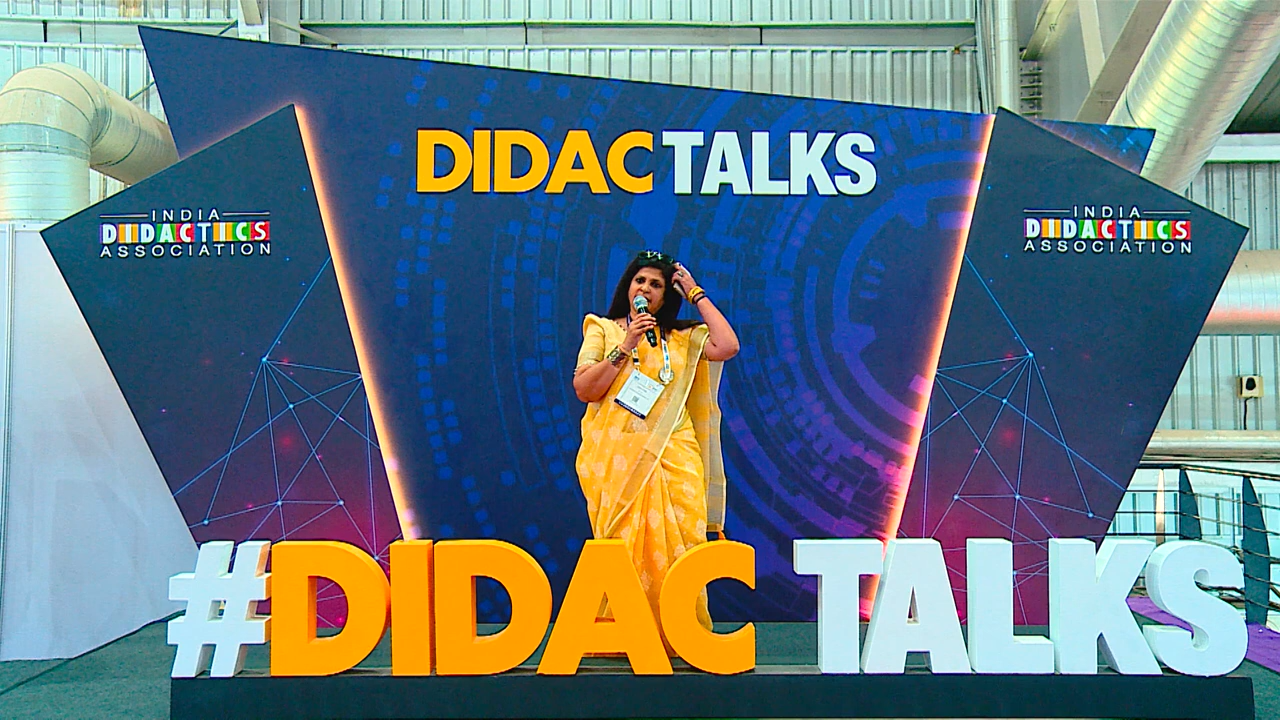 DIDAC TALKS
INDIA
DIDACTICS
ASSOCIATION
INDIA
DIDACTICS
ASSOCIATION
#DIDAC TALKS